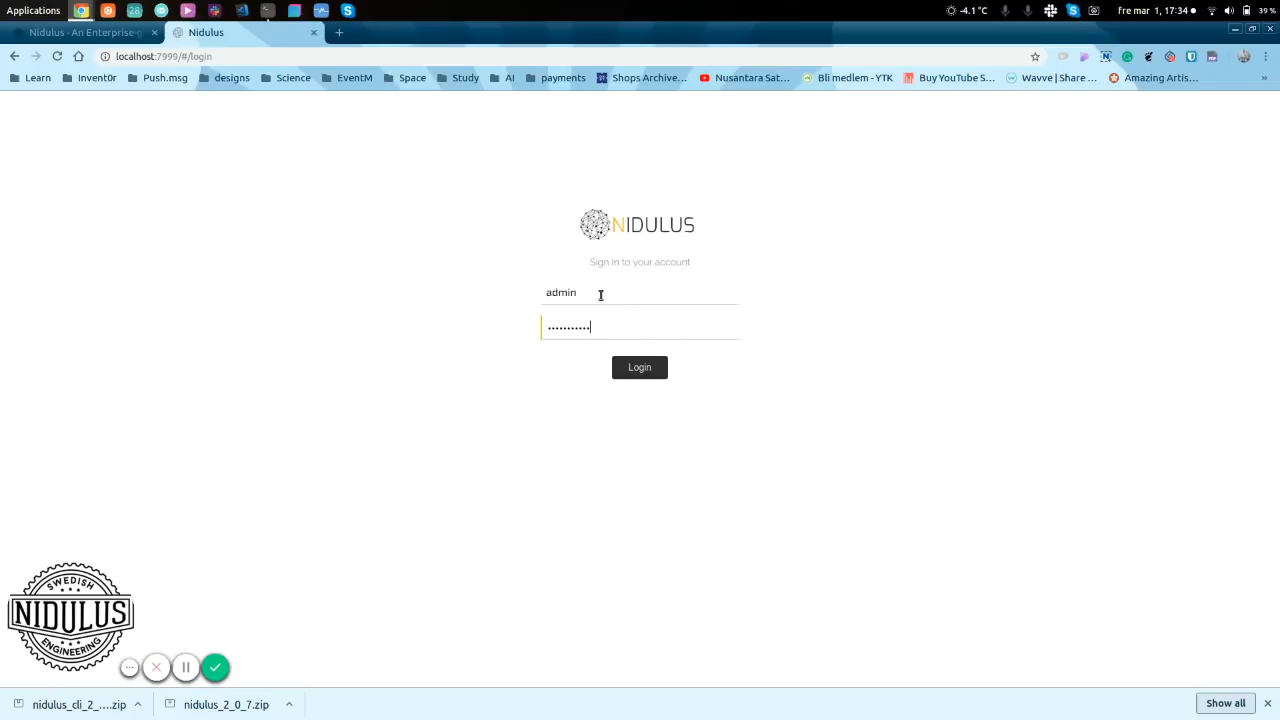 Applications 28 -4.1 °C fre mar 1, 17:34 39 %
Nidulus - An Enterprise-g Nidulus
localhost:7999/#/login
Learn Invent0r Push.msg designs Science EventM Space Study AI payments Shops Archive... Nusantara Sat... Bli medlem - YTK Buy YouTube S... Wavve | Share ... Amazing Artis...
NIDULUS
Sign In to your account
admin
•••••••••••
Login
SWEDISH
NIDULUS
ENGINEERING
nidulus_cli_2_....zip nidulus_2_0_7.zip Show all